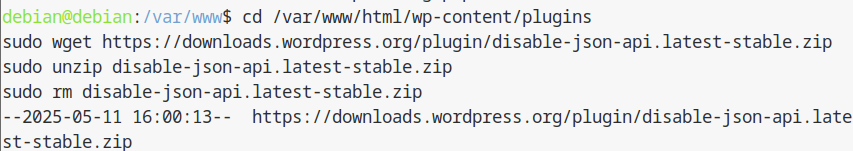 debian@debian:/var/www$ cd /var/www/html/wp-content/plugins
sudo wget https://downloads.wordpress.org/plugin/disable-json-api.latest-stable.zip
sudo unzip disable-json-api.latest-stable.zip
sudo rm disable-json-api.latest-stable.zip
--2025-05-11 16:00:13--  https://downloads.wordpress.org/plugin/disable-json-api.late
st-stable.zip